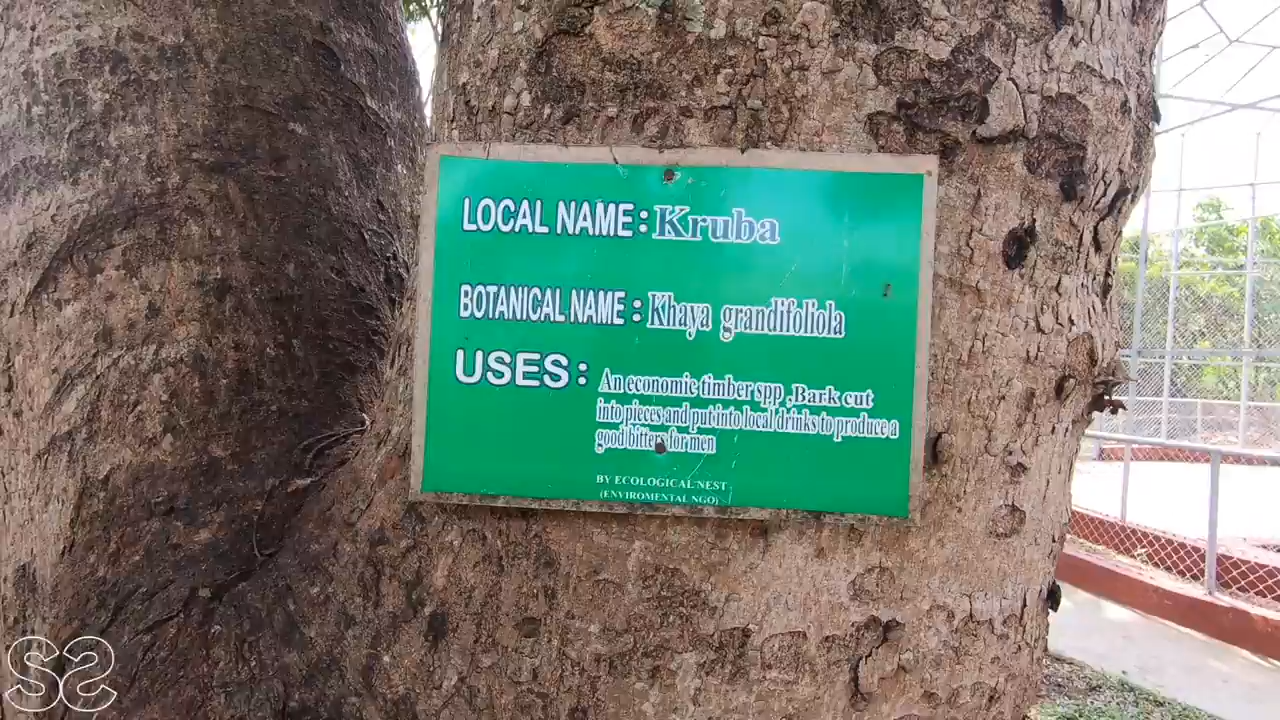 LOCAL NAME: Kruba
BOTANICAL NAME: Khaya grandifoliola
USES: An economic timber spp ,Bark cut
into pieces and put into local drinks to produce a
good bitters for men
BY ECOLOGICAL NEST
(ENVIROMENTAL NGO)
SS